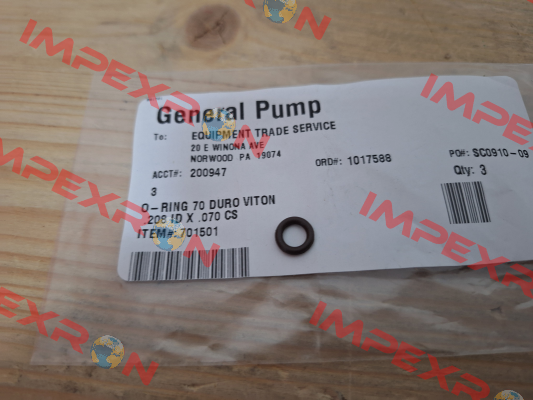 General Pump
To: EQUIPMENT TRADE SERVICE
20 E WINONA AVE
NORWOOD PA 19074
ACCT#: 200947
ORD#: 1017588
PO#: SC0910-09
Qty: 3
3
O-RING 70 DURO VITON
.208 ID X .070 CS
ITEM#: 701501
IMPEXRON
IMPEXRON
IMPEXRON
IMPEXRON
IMPEXRON